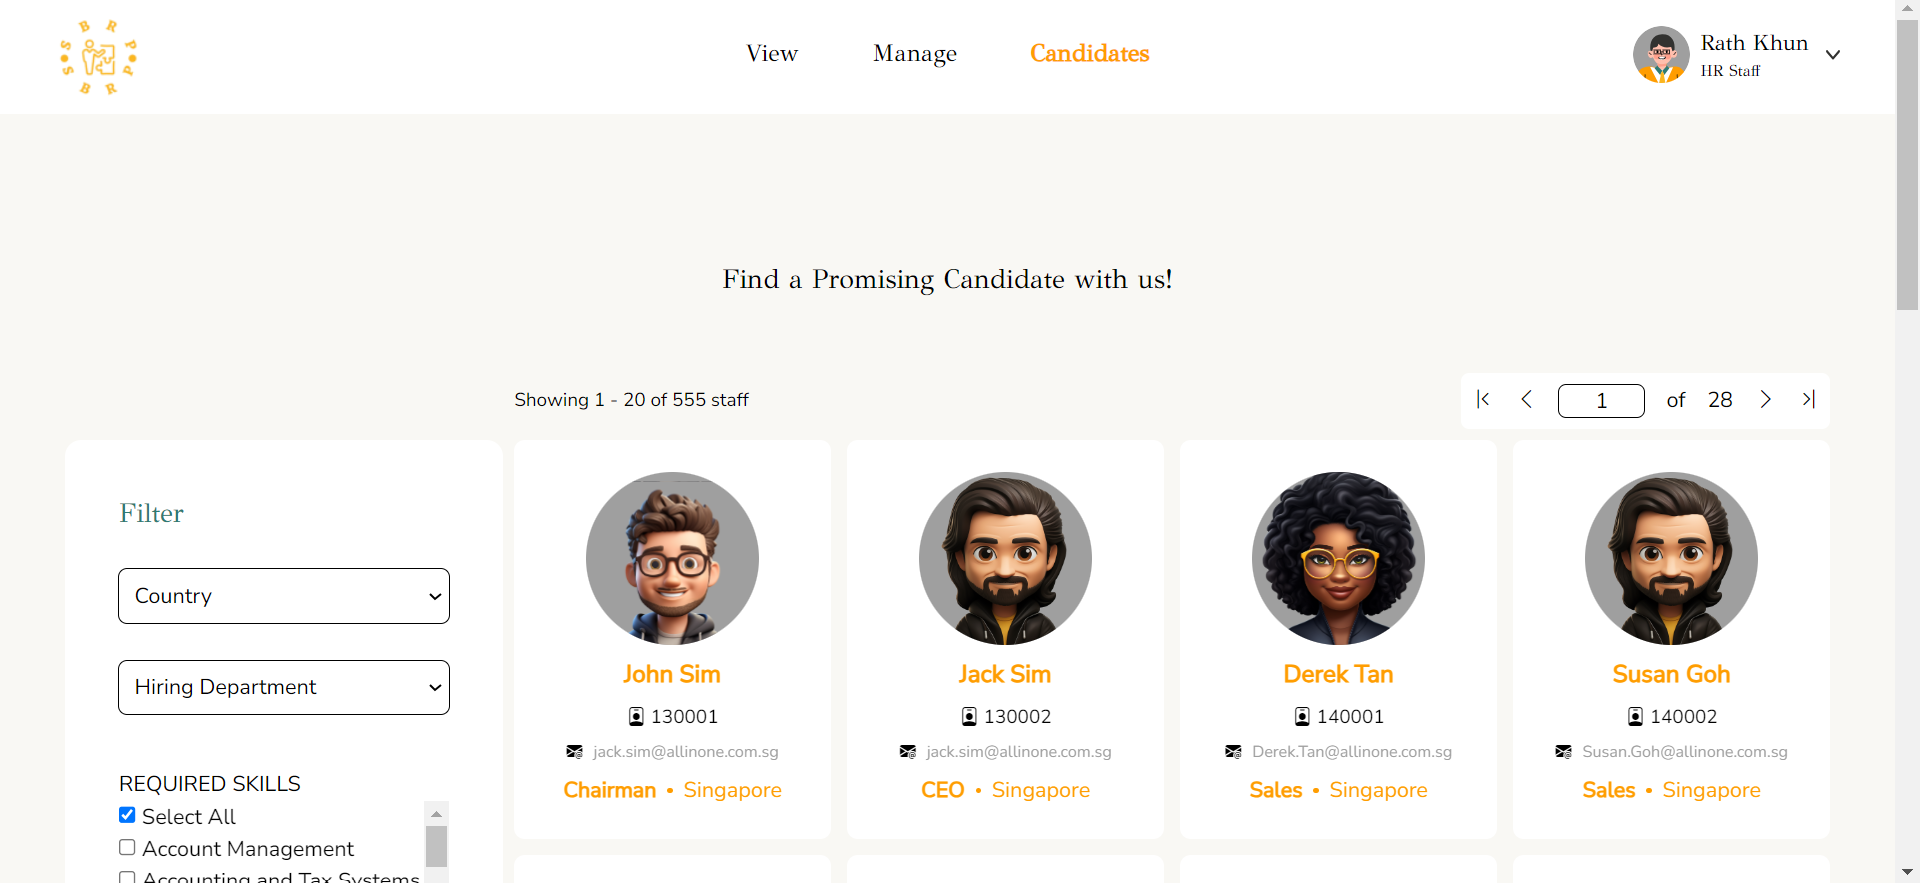 S B R P
S B R P
View
Manage
Candidates
Rath Khun
HR Staff
Find a Promising Candidate with us!
Showing 1 - 20 of 555 staff
1 of 28
Filter
Country
Hiring Department
REQUIRED SKILLS
Select All
Account Management
Accounting and Tax Systems
John Sim
130001
jack.sim@allinone.com.sg
Chairman • Singapore
Jack Sim
130002
jack.sim@allinone.com.sg
CEO • Singapore
Derek Tan
140001
Derek.Tan@allinone.com.sg
Sales • Singapore
Susan Goh
140002
Susan.Goh@allinone.com.sg
Sales • Singapore